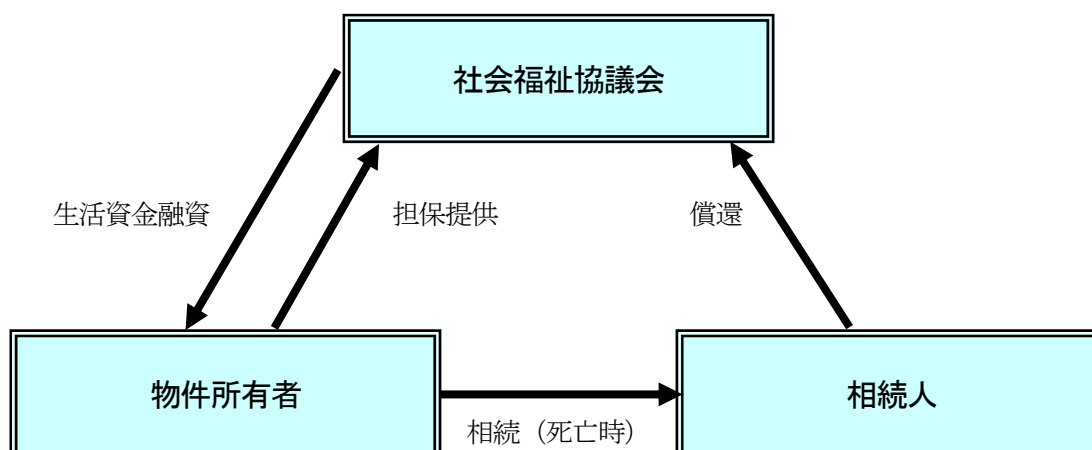 社会福祉協議会
生活資金融資
担保提供
償還
物件所有者
相続人
相続（死亡時）